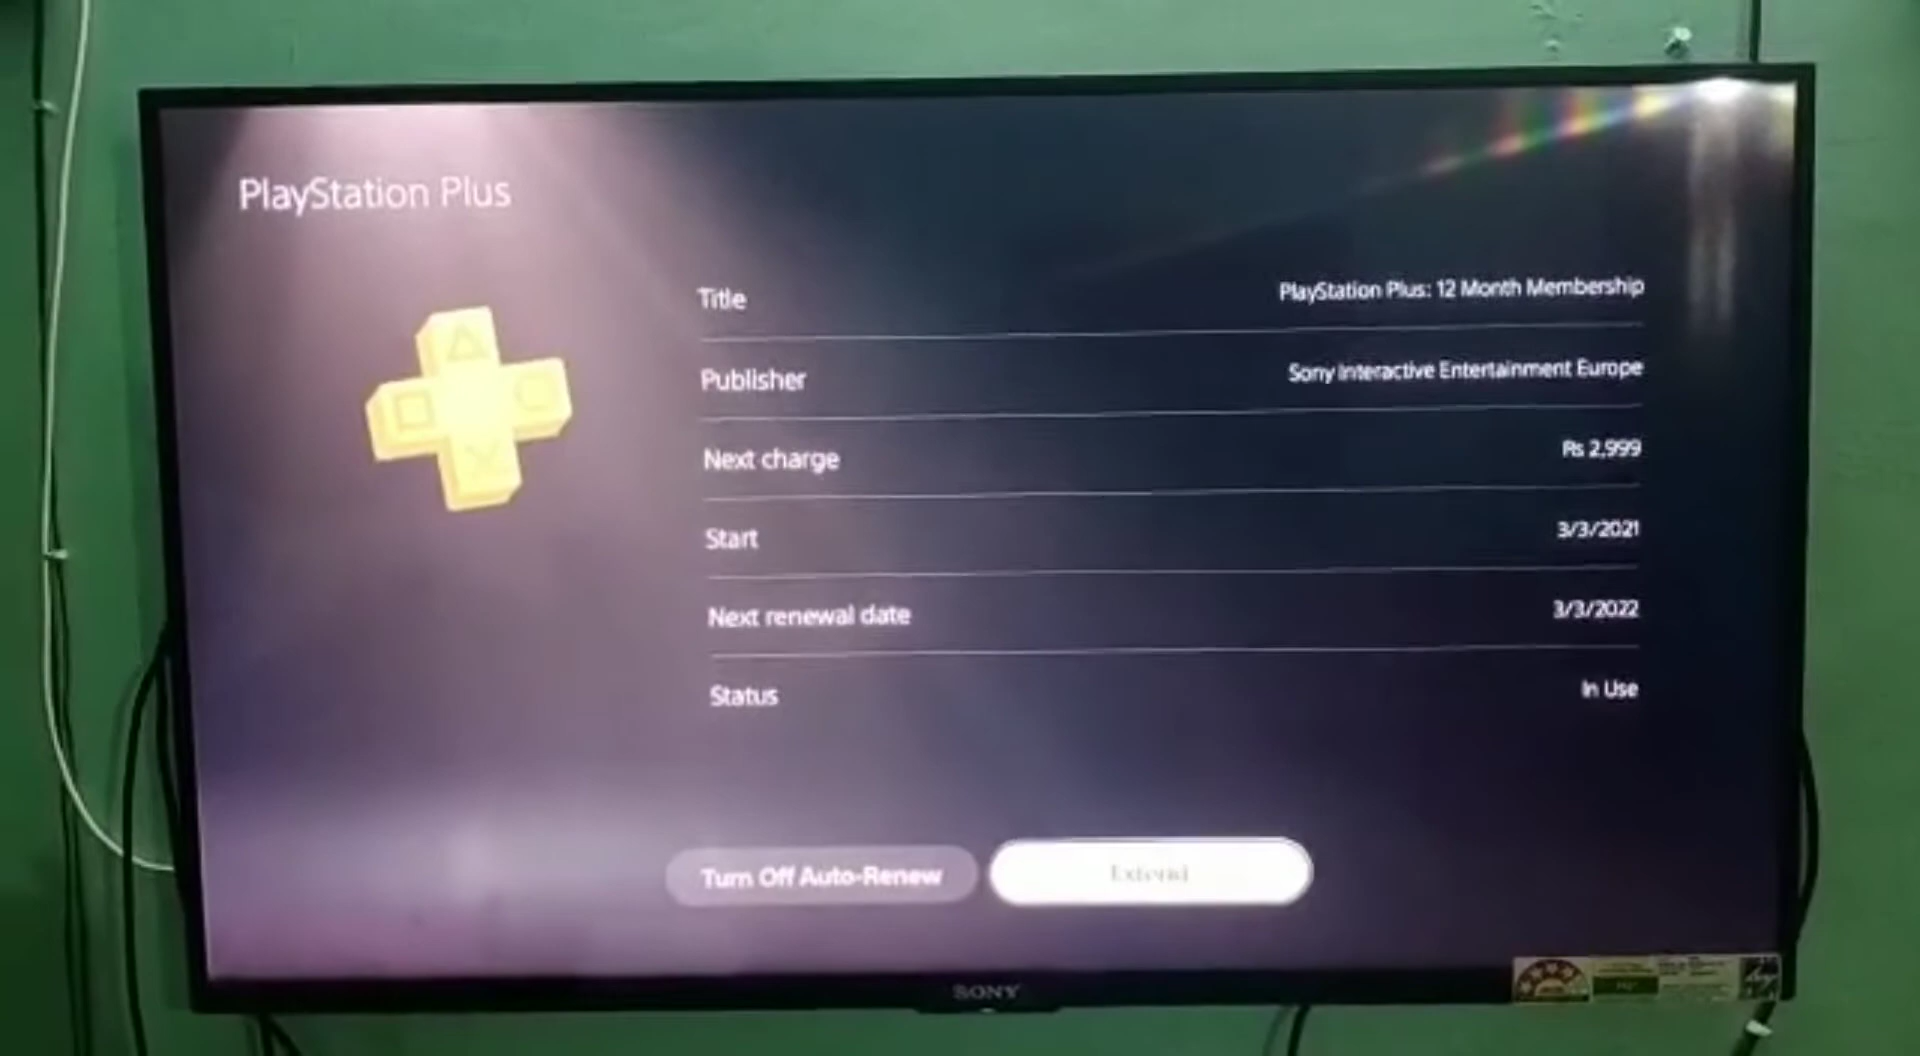 PlayStation Plus
Title
PlayStation Plus: 12 Month Membership
Publisher
Sony Interactive Entertainment Europe
Next charge
Rs 2,999
Start
3/3/2021
Next renewal date
3/3/2022
Status
In Use
Turn Off Auto-Renew
Extend
SONY